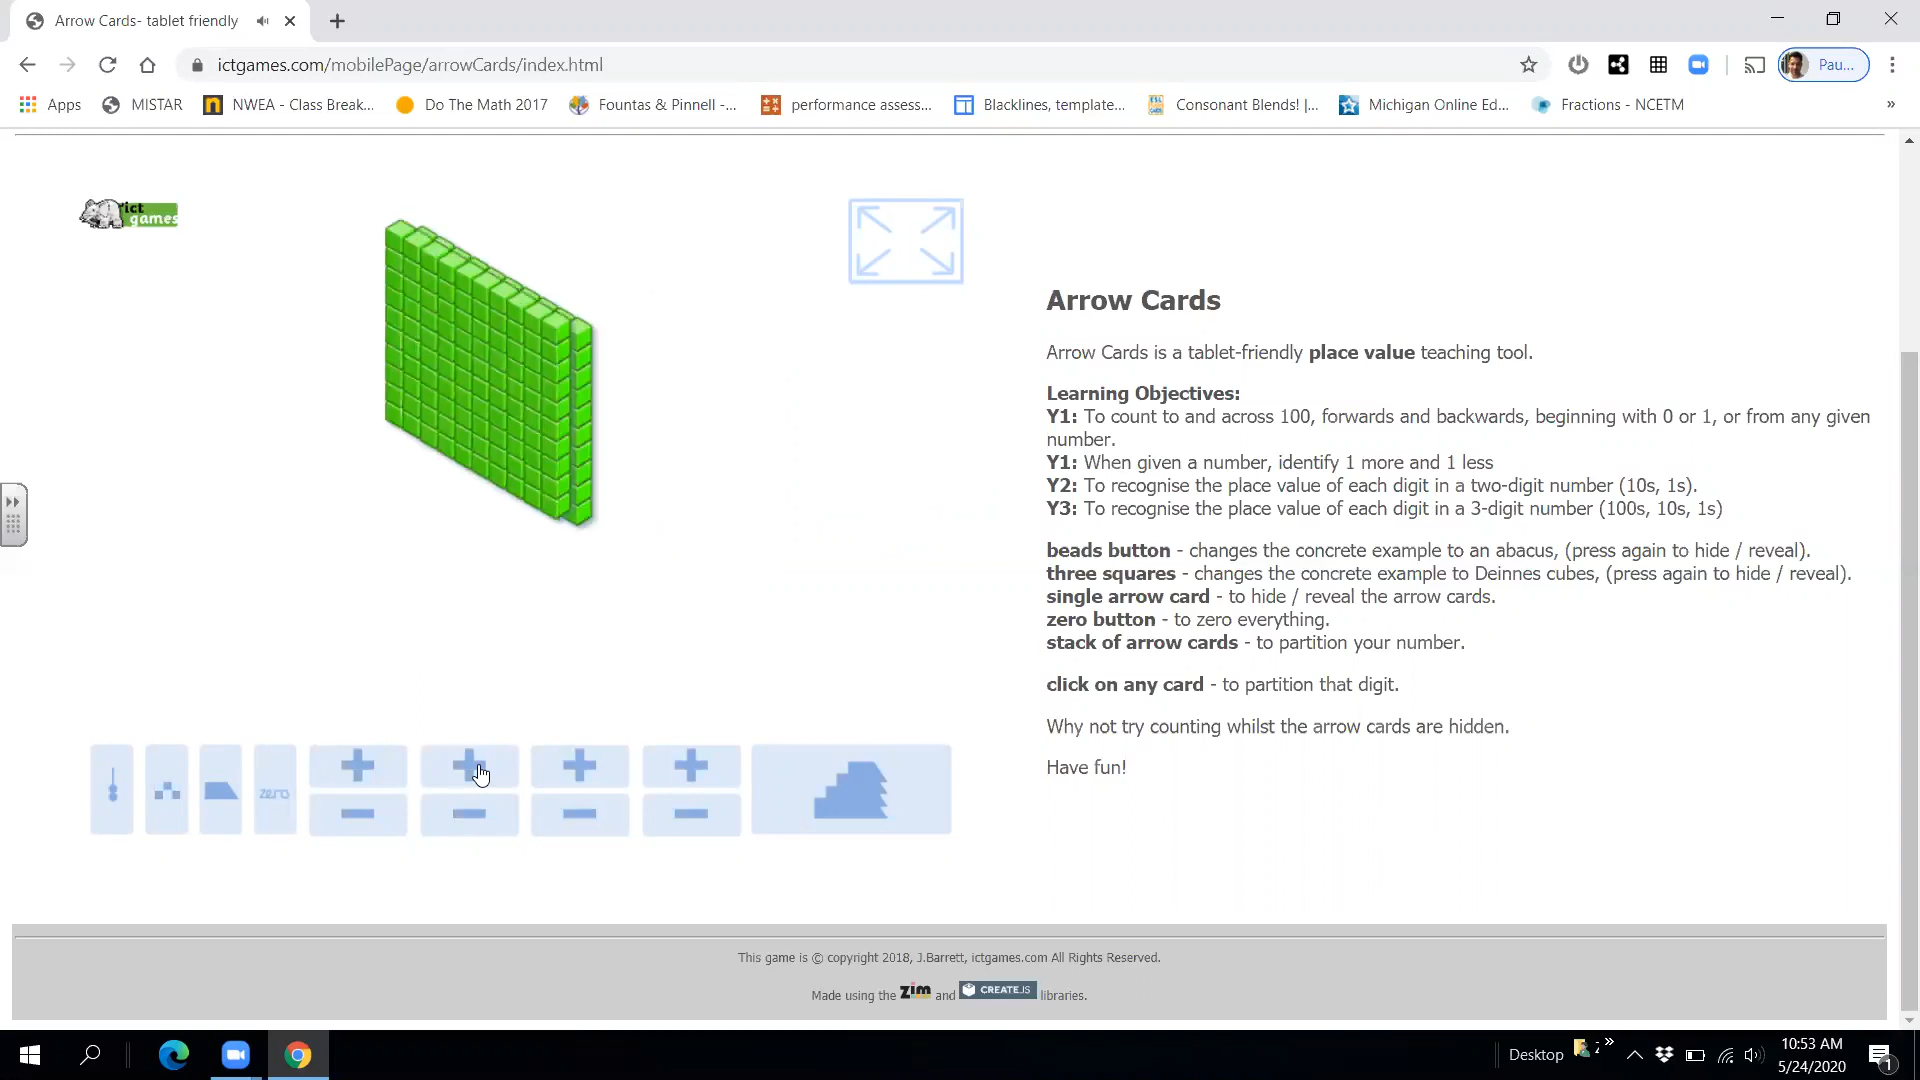 Arrow Cards- tablet friendly
ictgames.com/mobilePage/arrowCards/index.html
Pau...
Apps
MISTAR
NWEA - Class Break...
Do The Math 2017
Fountas & Pinnell -...
performance assess...
Blacklines, template...
Consonant Blends! |...
Michigan Online Ed...
Fractions - NCETM
»
ict
games
Arrow Cards
Arrow Cards is a tablet-friendly place value teaching tool.
Learning Objectives:
Y1: To count to and across 100, forwards and backwards, beginning with 0 or 1, or from any given
number.
Y1: When given a number, identify 1 more and 1 less
Y2: To recognise the place value of each digit in a two-digit number (10s, 1s).
Y3: To recognise the place value of each digit in a 3-digit number (100s, 10s, 1s)
beads button - changes the concrete example to an abacus, (press again to hide / reveal).
three squares - changes the concrete example to Deinnes cubes, (press again to hide / reveal).
single arrow card - to hide / reveal the arrow cards.
zero button - to zero everything.
stack of arrow cards - to partition your number.
click on any card - to partition that digit.
Why not try counting whilst the arrow cards are hidden.
Have fun!
zero
This game is © copyright 2018, J.Barrett, ictgames.com All Rights Reserved.
Made using the zim and CREATEJS libraries.
Desktop
»
10:53 AM
5/24/2020
1